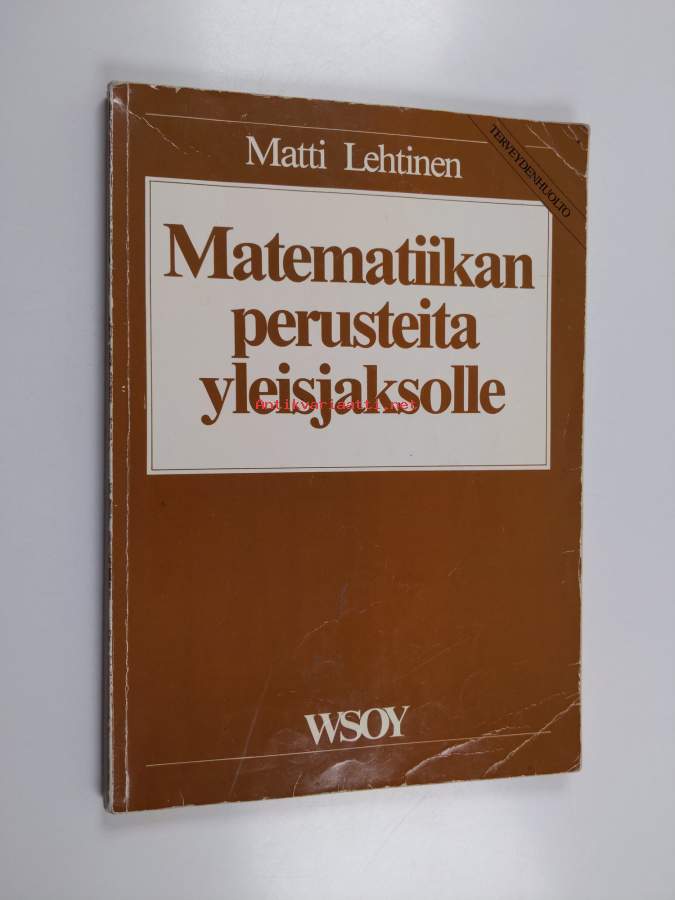 Matti Lehtinen
TERVEYDENHUOLTO
Matematiikan
perusteita
yleisjaksolle
Antikvariaatti.net
WSOY